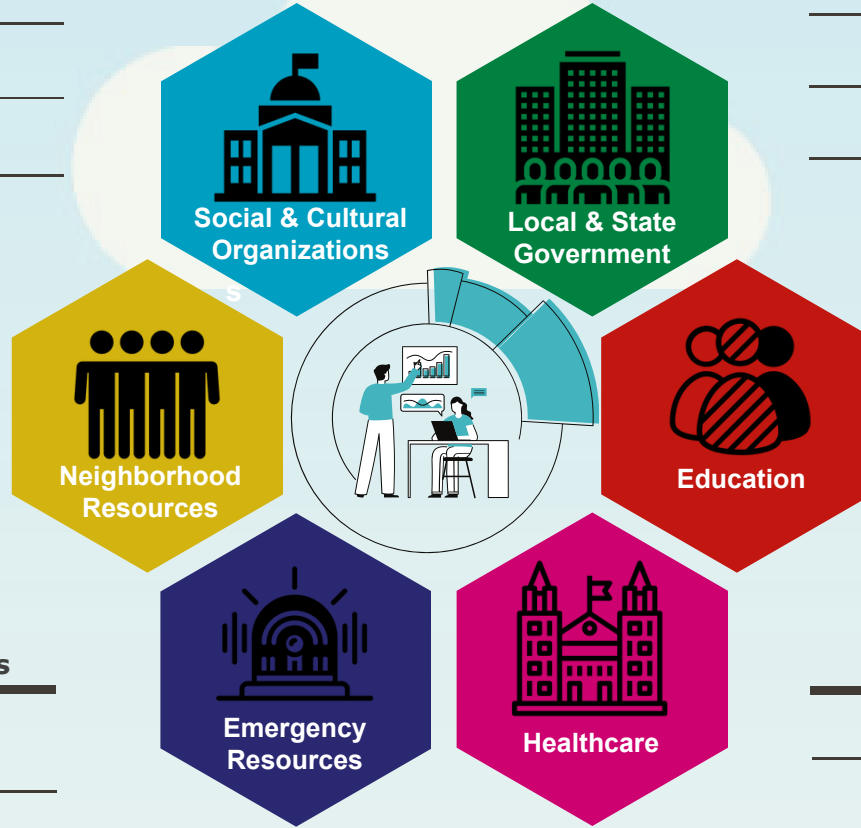 Social & Cultural
Organizations
s
Local & State
Government
Neighborhood
Resources
Education
s
Emergency
Resources
Healthcare